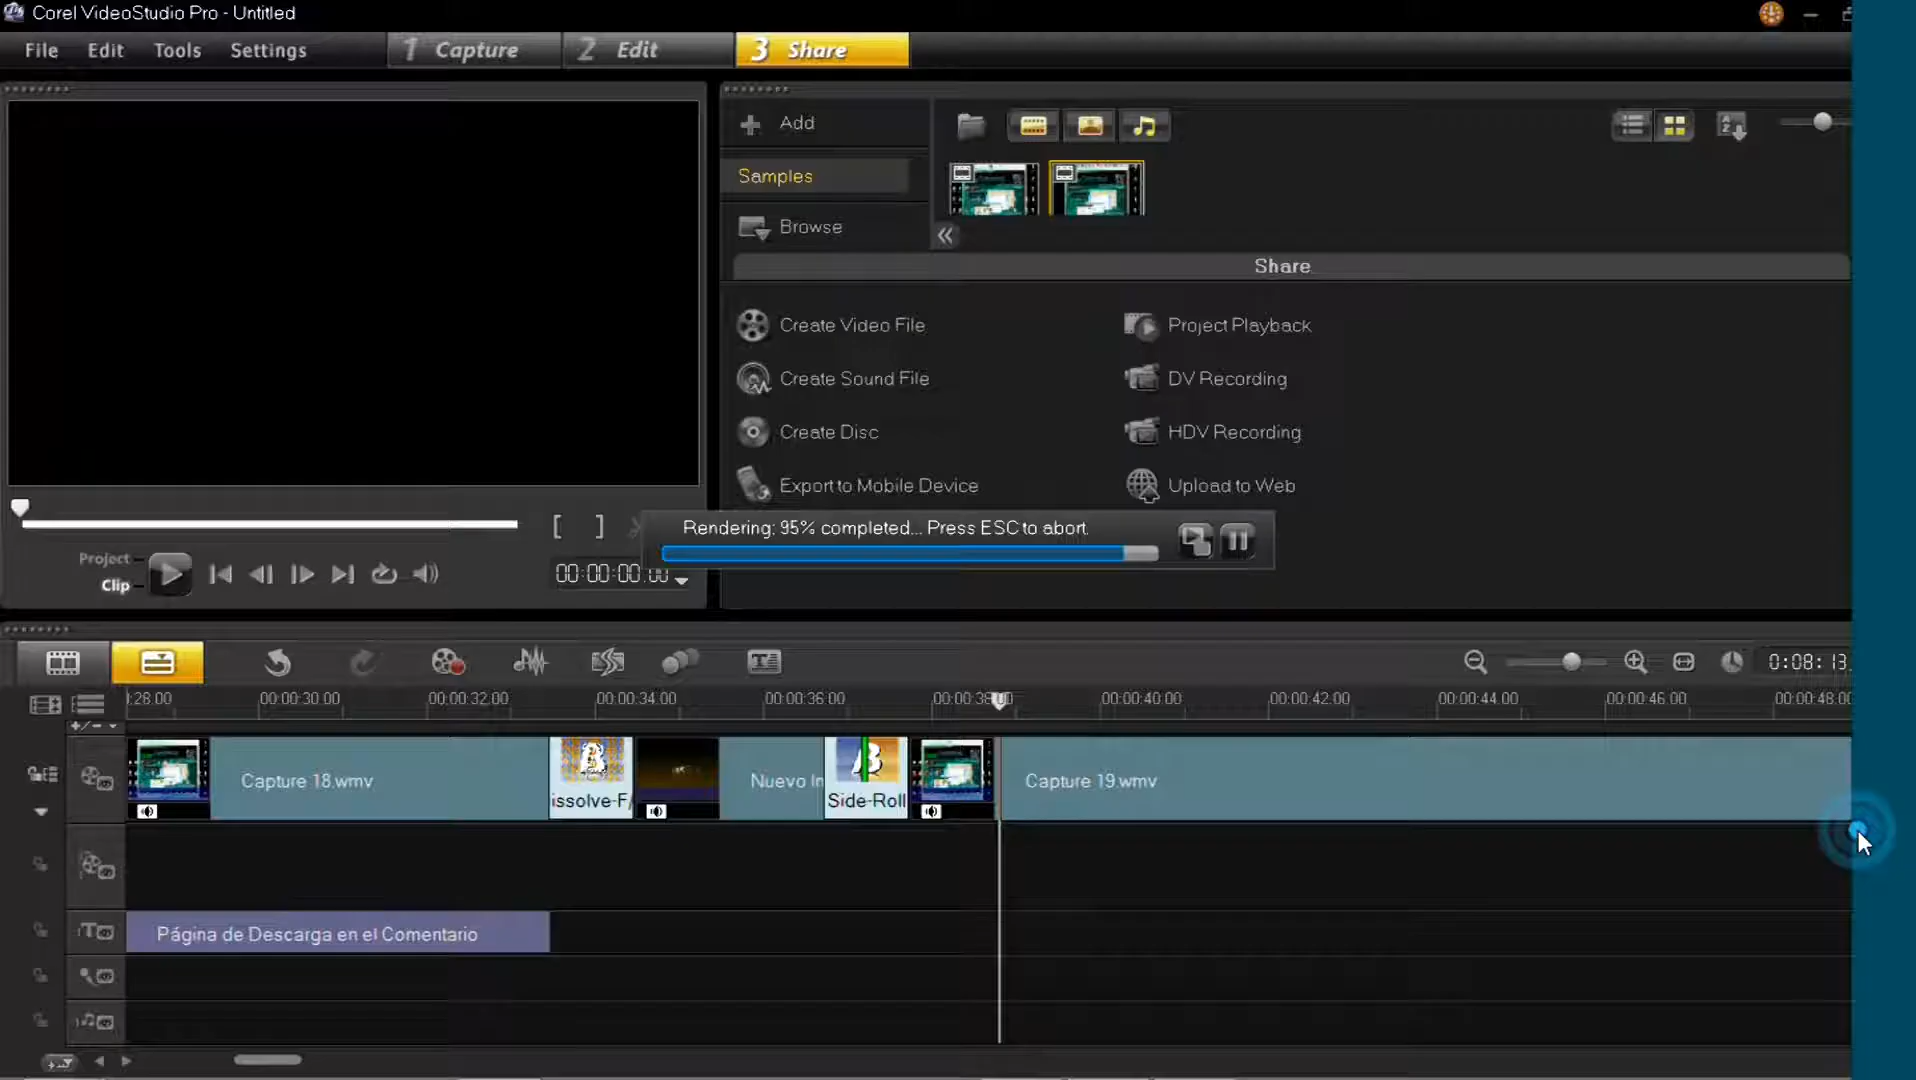 Corel VideoStudio Pro - Untitled
File Edit Tools Settings 1 Capture 2 Edit 3 Share
Add
Samples
Browse
Share
Create Video File
Project Playback
Create Sound File
DV Recording
Create Disc
HDV Recording
Export to Mobile Device
Upload to Web
Rendering: 95% completed... Press ESC to abort.
Project
Clip
[ ]
00:00:00.00
0:08:13.
:28.00 00:00:30.00 00:00:32.00 00:00:34.00 00:00:36.00 00:00:38:00 00:00:40.00 00:00:42.00 00:00:44.00 00:00:46.00 00:00:48.00
Capture 18.wmv
issolve-F/
Nuevo In
Side-Roll
Capture 19.wmv
Página de Descarga en el Comentario